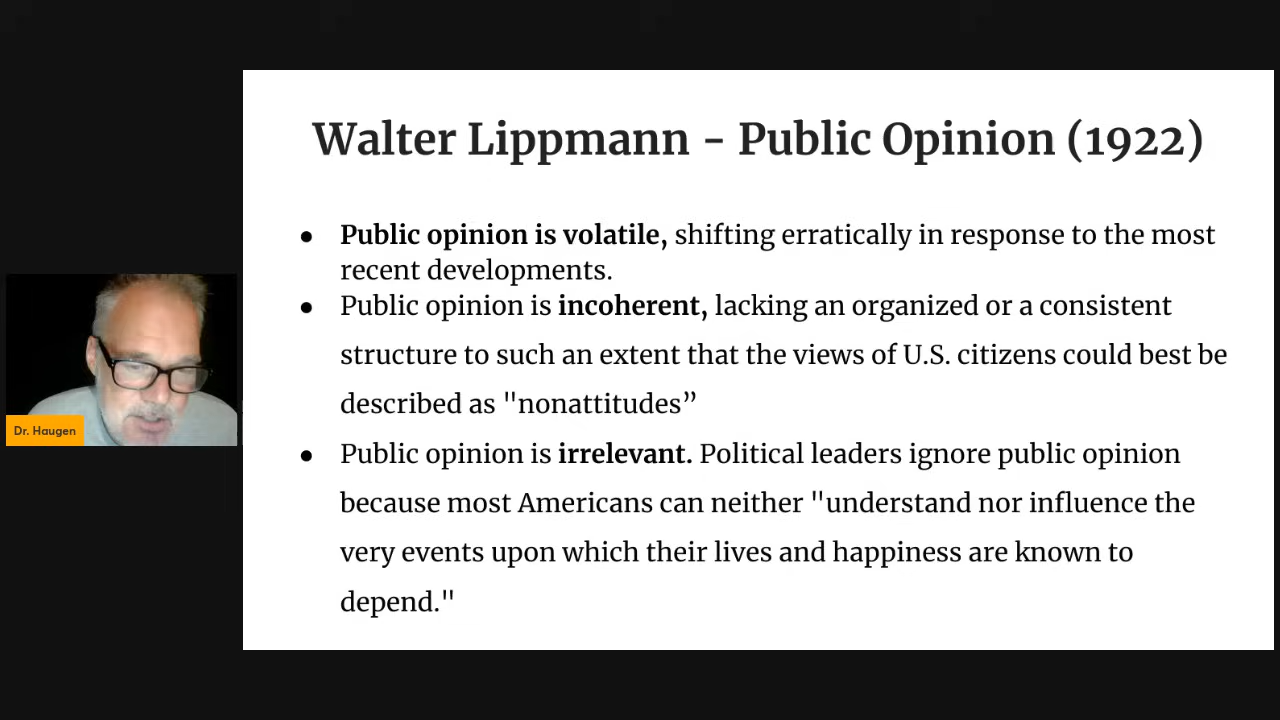 Walter Lippmann - Public Opinion (1922)
● Public opinion is volatile, shifting erratically in response to the most
recent developments.
● Public opinion is incoherent, lacking an organized or a consistent
structure to such an extent that the views of U.S. citizens could best be
described as "nonattitudes”
● Public opinion is irrelevant. Political leaders ignore public opinion
because most Americans can neither "understand nor influence the
very events upon which their lives and happiness are known to
depend."
Dr. Haugen